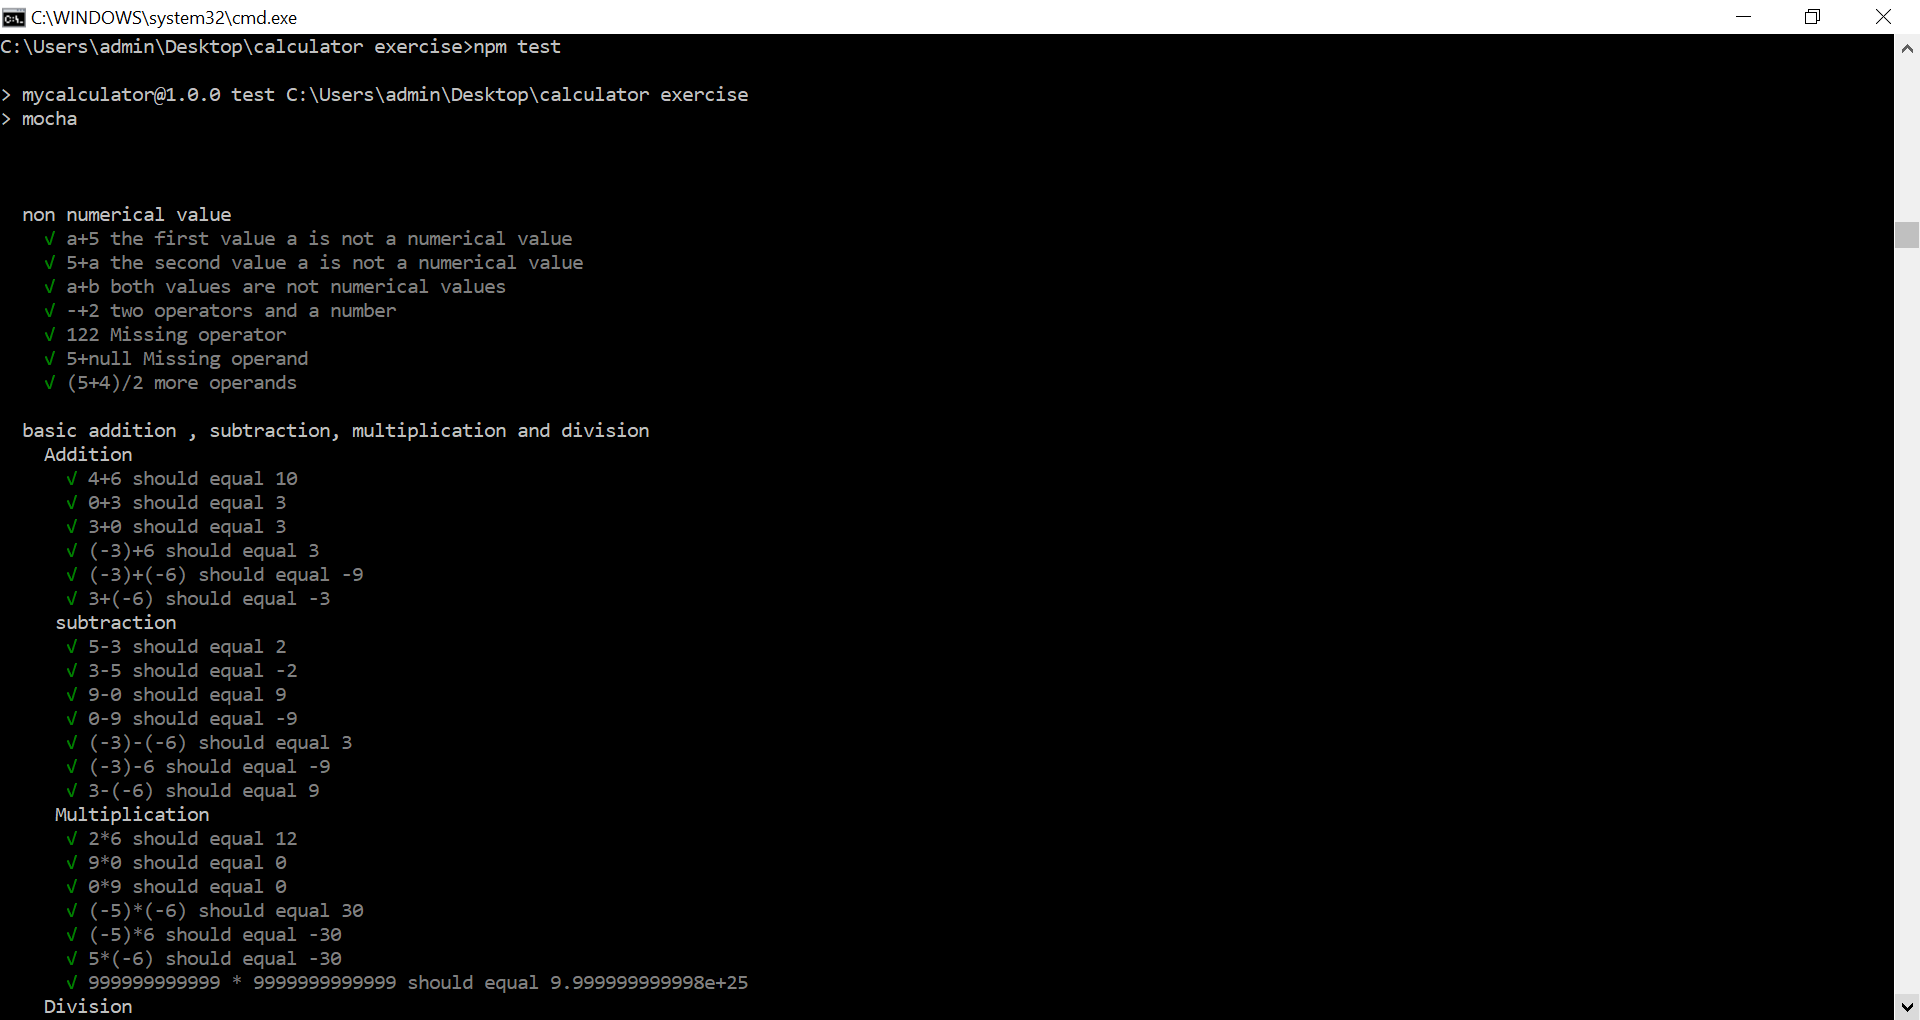 C:\WINDOWS\system32\cmd.exe
C:\Users\admin\Desktop\calculator exercise>npm test
> mycalculator@1.0.0 test C:\Users\admin\Desktop\calculator exercise
> mocha
non numerical value
√ a+5 the first value a is not a numerical value
√ 5+a the second value a is not a numerical value
√ a+b both values are not numerical values
√ -+2 two operators and a number
√ 122 Missing operator
√ 5+null Missing operand
√ (5+4)/2 more operands
basic addition , subtraction, multiplication and division
Addition
√ 4+6 should equal 10
√ 0+3 should equal 3
√ 3+0 should equal 3
√ (-3)+6 should equal 3
√ (-3)+(-6) should equal -9
√ 3+(-6) should equal -3
subtraction
√ 5-3 should equal 2
√ 3-5 should equal -2
√ 9-0 should equal 9
√ 0-9 should equal -9
√ (-3)-(-6) should equal 3
√ (-3)-6 should equal -9
√ 3-(-6) should equal 9
Multiplication
√ 2*6 should equal 12
√ 9*0 should equal 0
√ 0*9 should equal 0
√ (-5)*(-6) should equal 30
√ (-5)*6 should equal -30
√ 5*(-6) should equal -30
√ 999999999999 * 9999999999999 should equal 9.999999999998e+25
Division